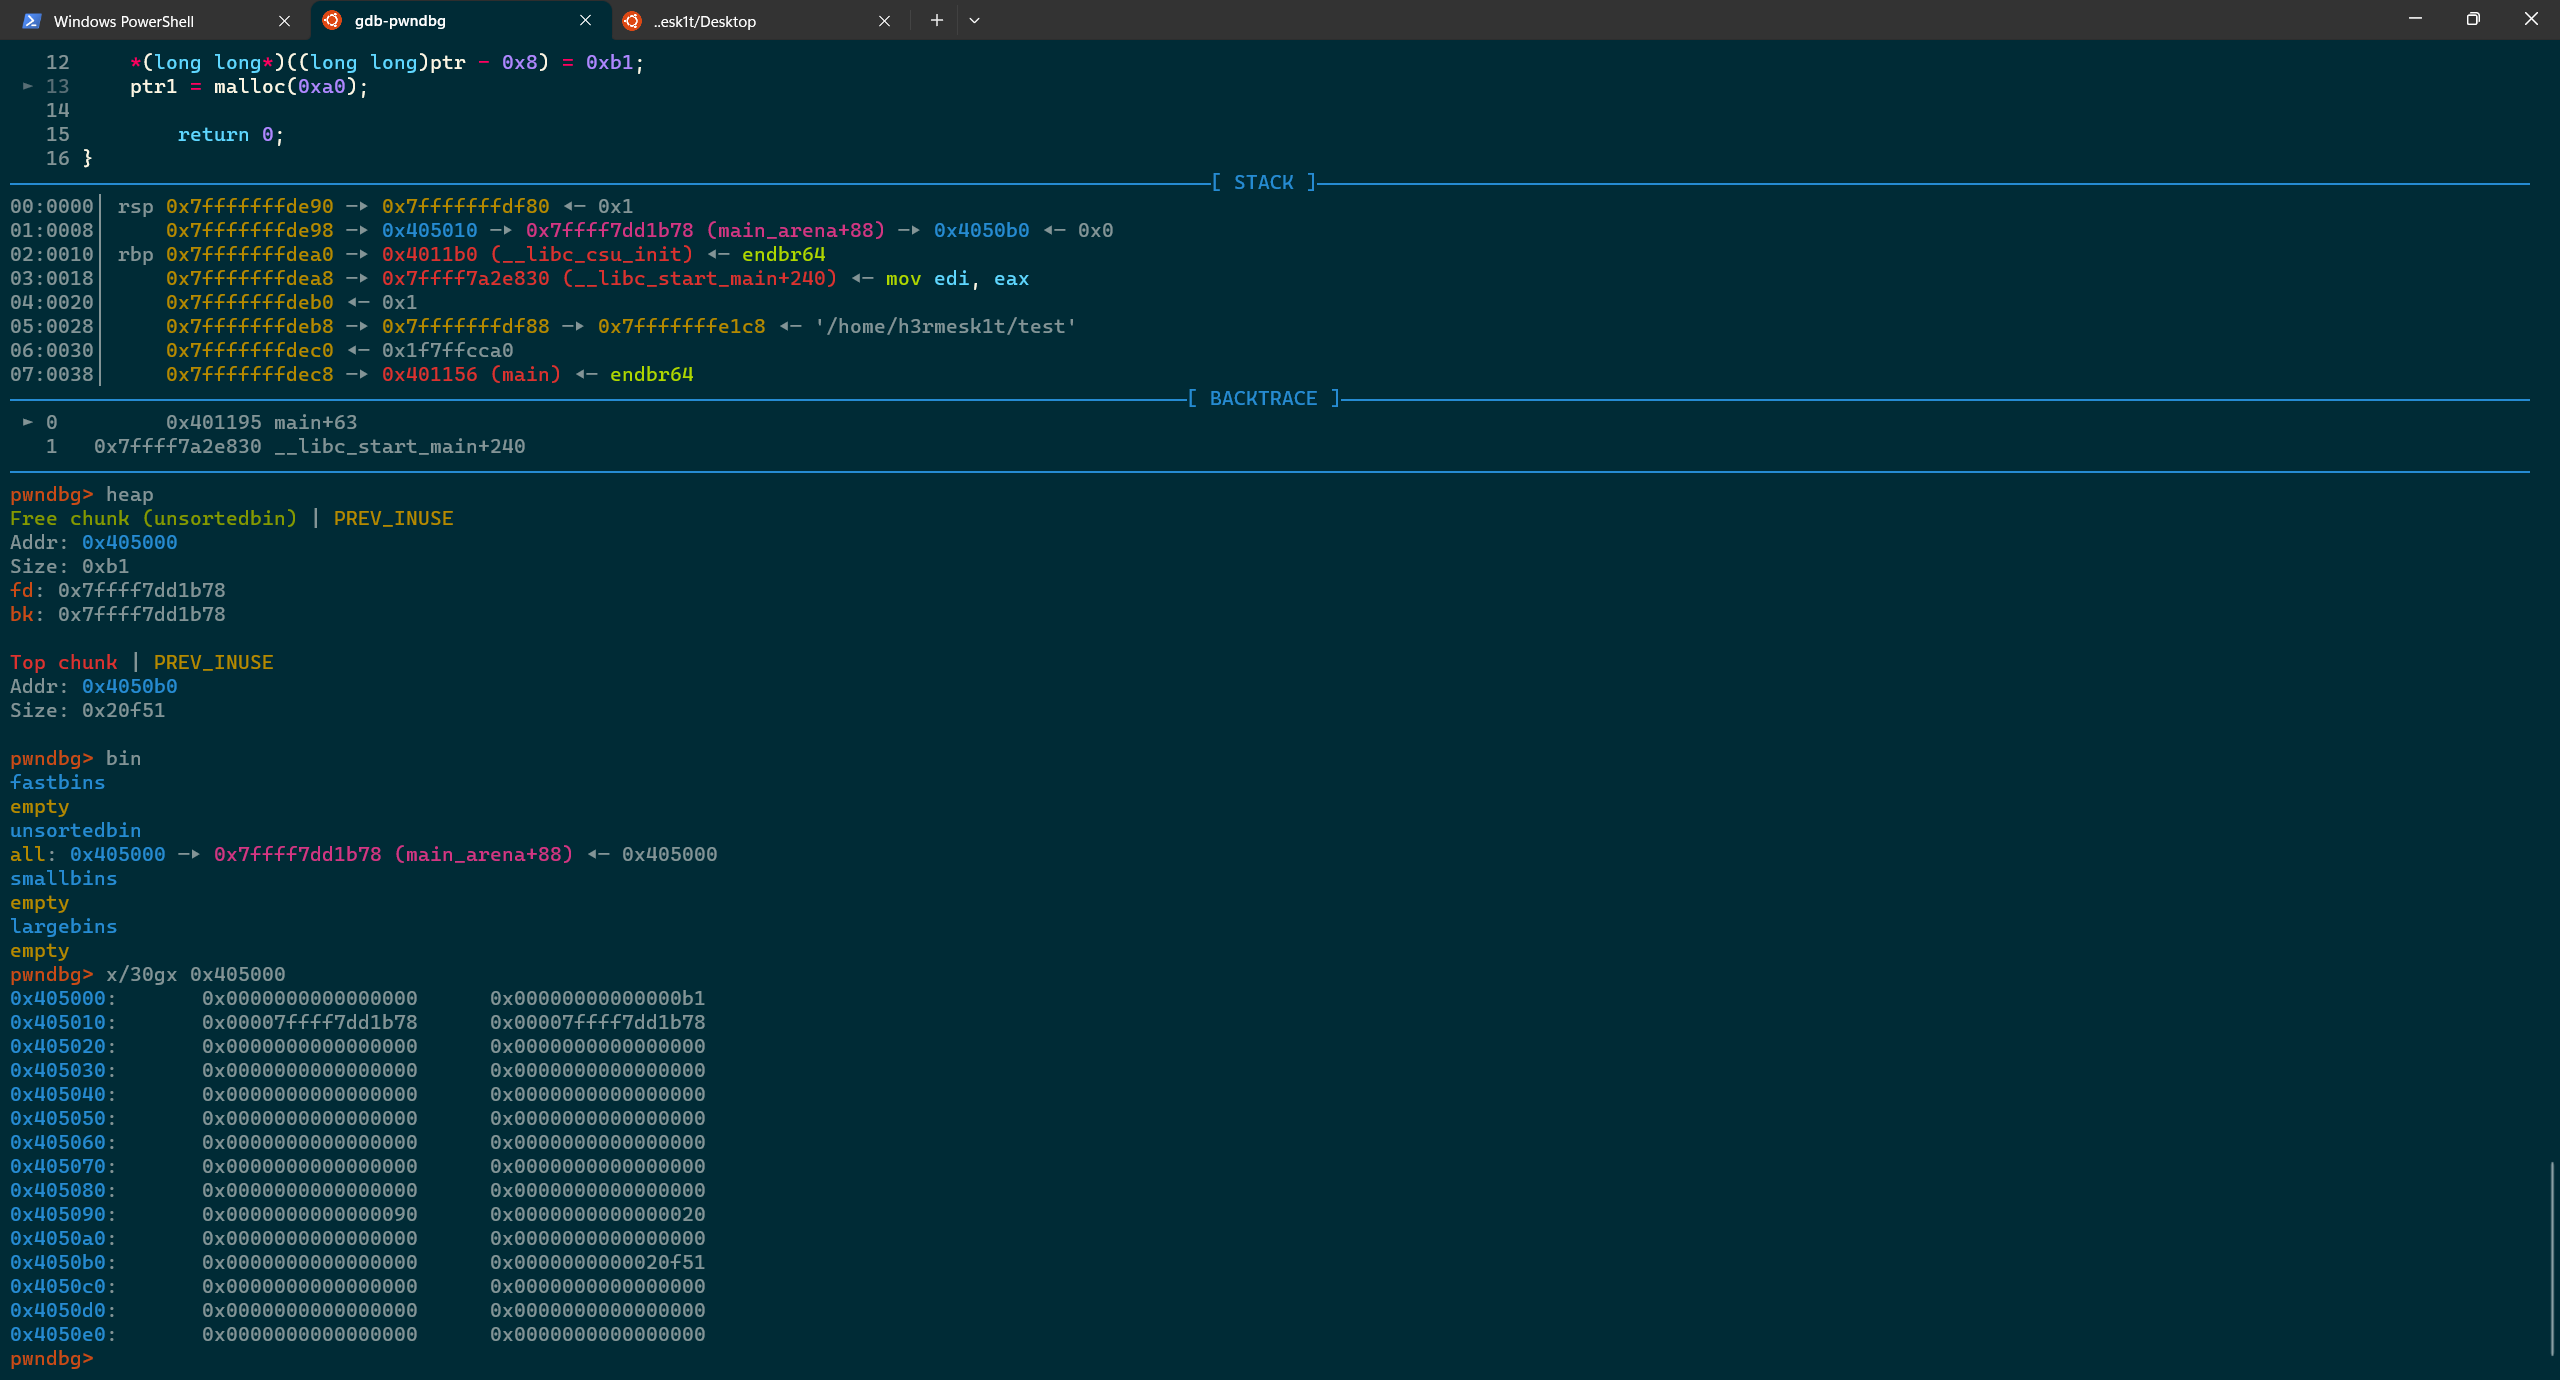 Windows PowerShell
gdb-pwndbg
..esk1t/Desktop
12     *(long long*)((long long)ptr - 0x8) = 0xb1;
► 13     ptr1 = malloc(0xa0);
14
15         return 0;
16 }
[ STACK ]
00:0000│ rsp 0x7fffffffde90 —▸ 0x7fffffffdf80 ◂— 0x1
01:0008│     0x7fffffffde98 —▸ 0x405010 —▸ 0x7ffff7dd1b78 (main_arena+88) —▸ 0x4050b0 ◂— 0x0
02:0010│ rbp 0x7fffffffdea0 —▸ 0x4011b0 (__libc_csu_init) ◂— endbr64
03:0018│     0x7fffffffdea8 —▸ 0x7ffff7a2e830 (__libc_start_main+240) ◂— mov edi, eax
04:0020│     0x7fffffffdeb0 ◂— 0x1
05:0028│     0x7fffffffdeb8 —▸ 0x7fffffffdf88 —▸ 0x7fffffffe1c8 ◂— '/home/h3rmesk1t/test'
06:0030│     0x7fffffffdec0 ◂— 0x1f7ffcca0
07:0038│     0x7fffffffdec8 —▸ 0x401156 (main) ◂— endbr64
[ BACKTRACE ]
► 0         0x401195 main+63
1   0x7ffff7a2e830 __libc_start_main+240
pwndbg> heap
Free chunk (unsortedbin) | PREV_INUSE
Addr: 0x405000
Size: 0xb1
fd: 0x7ffff7dd1b78
bk: 0x7ffff7dd1b78
Top chunk | PREV_INUSE
Addr: 0x4050b0
Size: 0x20f51
pwndbg> bin
fastbins
empty
unsortedbin
all: 0x405000 —▸ 0x7ffff7dd1b78 (main_arena+88) ◂— 0x405000
smallbins
empty
largebins
empty
pwndbg> x/30gx 0x405000
0x405000:       0x0000000000000000      0x00000000000000b1
0x405010:       0x00007ffff7dd1b78      0x00007ffff7dd1b78
0x405020:       0x0000000000000000      0x0000000000000000
0x405030:       0x0000000000000000      0x0000000000000000
0x405040:       0x0000000000000000      0x0000000000000000
0x405050:       0x0000000000000000      0x0000000000000000
0x405060:       0x0000000000000000      0x0000000000000000
0x405070:       0x0000000000000000      0x0000000000000000
0x405080:       0x0000000000000000      0x0000000000000000
0x405090:       0x0000000000000090      0x0000000000000020
0x4050a0:       0x0000000000000000      0x0000000000000000
0x4050b0:       0x0000000000000000      0x0000000000020f51
0x4050c0:       0x0000000000000000      0x0000000000000000
0x4050d0:       0x0000000000000000      0x0000000000000000
0x4050e0:       0x0000000000000000      0x0000000000000000
pwndbg>